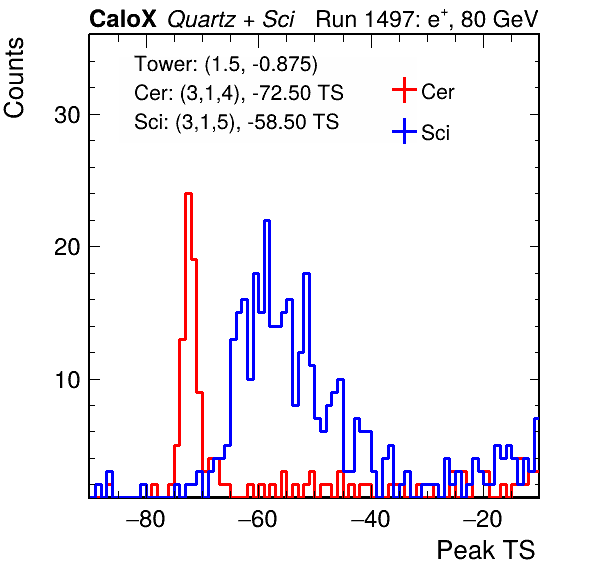 CaloX Quartz + Sci Run 1497: e+, 80 GeV
Counts
Tower: (1.5, -0.875)
Cer: (3,1,4), -72.50 TS
Sci: (3,1,5), -58.50 TS
Cer
Sci
30
20
10
−80 −60 −40 −20
Peak TS